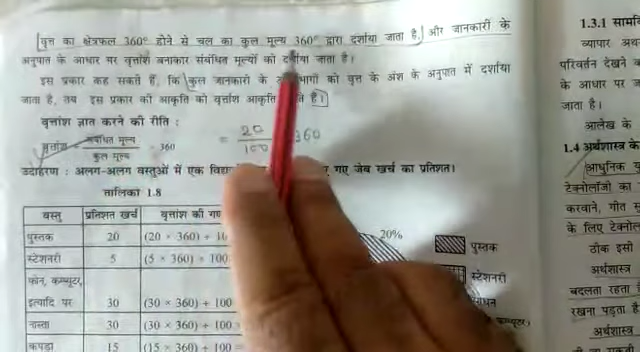 वृत्त का क्षेत्रफल 360° होने से चल का कुल मूल्य 360° द्वारा दर्शाया जाता है, और जानकारी के
अनुपात के आधार पर वृत्तांश बनाकर संबंधित मूल्यों को दर्शाया जाता है।
इस प्रकार कह सकते हैं, कि कुल जानकारी के भागों को वृत्त के अंश के अनुपात में दर्शाया
जाता है, तब इस प्रकार की आकृति को वृत्तांश आकृति है।
वृत्तांश ज्ञात करने की रीति :
वृत्तांश संबंधित मूल्य
कुल मूल्य
360
= 20
100
360
उदाहरण : अलग-अलग वस्तुओं में एक गए जेब खर्च का प्रतिशत।
तालिका 1.8
वस्तु प्रतिशत खर्च वृत्तांश की
पुस्तक 20 (20 × 360) ÷
स्टेशनरी 5 (5 × 360) ÷ 100
फोन, कम्प्यूटर,
इत्यादि पर 30 (30 × 360) ÷ 100
नास्ता 30 (30 × 360) ÷ 100
कपड़ा 15 (15 × 360) ÷ 100 =
20%
पुस्तक
स्टेशनरी
1.3.1
व्यापार
परिवर्तन देखने
के आधार पर
जाता है।
आलेख के
1.4 अर्थशास्त्र के
आधुनिक
टेक्नोलॉजी का
करवाने, गीत
के लिए
ठीक इसी
अर्थशास्त्र
बदलता रहता
रखना पड़ता है
अर्थशास्त्र